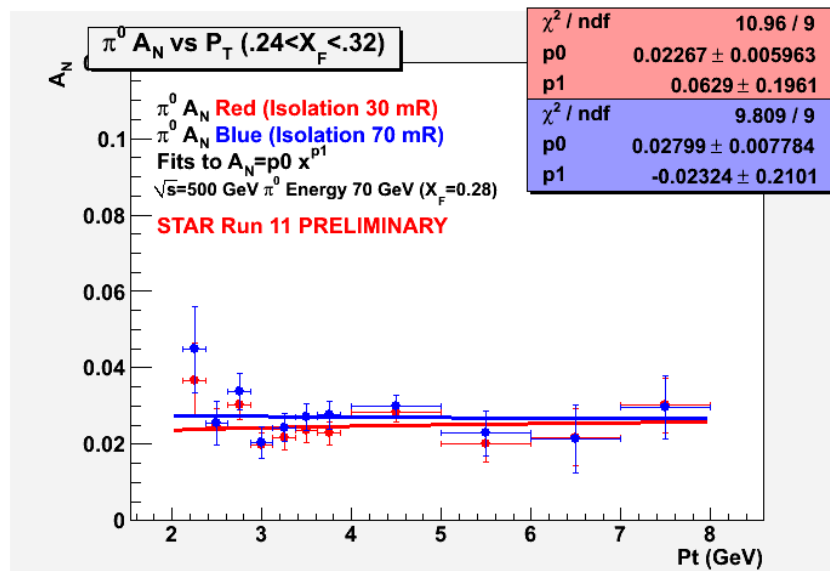 π⁰ A_N vs P_T (.24<X_F<.32)
χ² / ndf 10.96 / 9
p0 0.02267 ± 0.005963
p1 0.0629 ± 0.1961
χ² / ndf 9.809 / 9
p0 0.02799 ± 0.007784
p1 -0.02324 ± 0.2101
A_N
π⁰ A_N Red (Isolation 30 mR)
π⁰ A_N Blue (Isolation 70 mR)
Fits to A_N=p0 x^p1
√s=500 GeV π⁰ Energy 70 GeV (X_F=0.28)
STAR Run 11 PRELIMINARY
0.1
0.08
0.06
0.04
0.02
0
2 3 4 5 6 7 8
Pt (GeV)